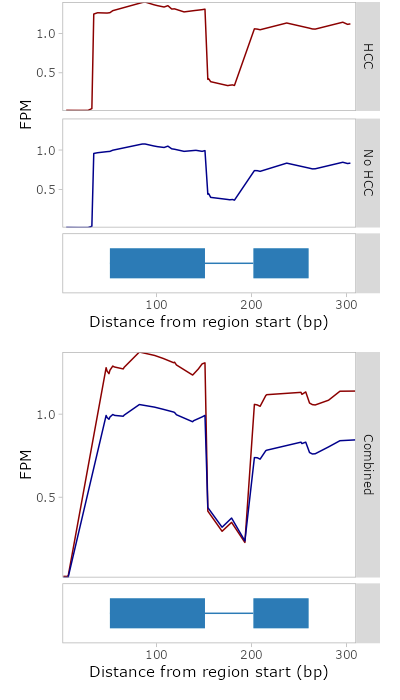 HCC
1.0
0.5
FPM
No HCC
1.0
0.5
100 200 300
Distance from region start (bp)
Combined
1.0
FPM
0.5
100 200 300
Distance from region start (bp)